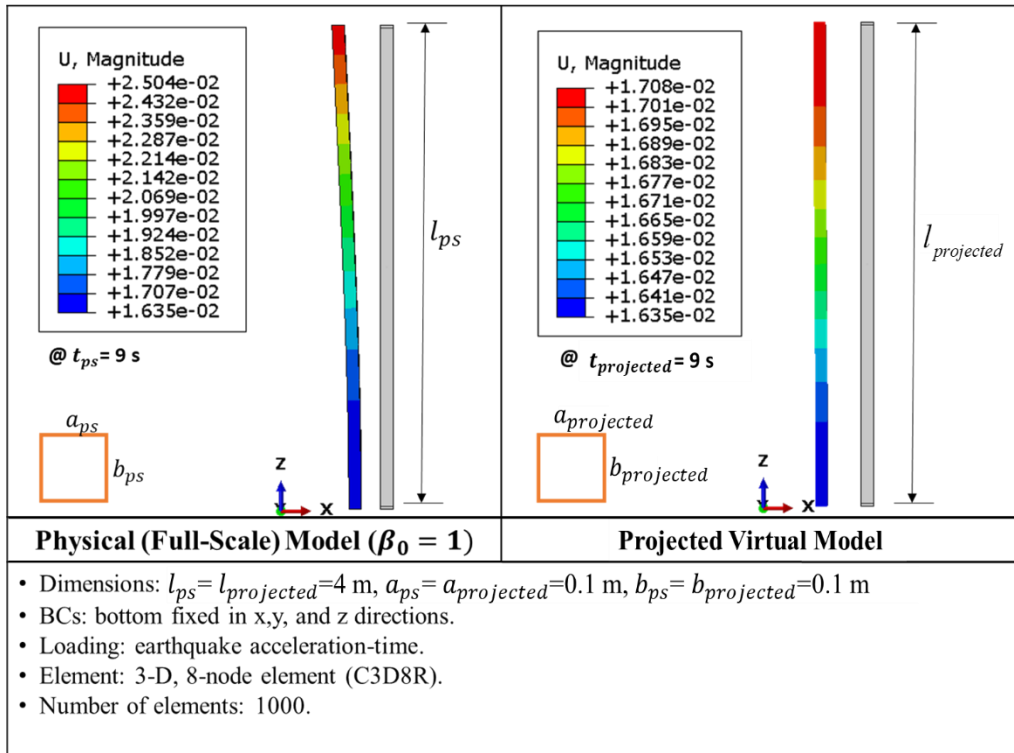 U, Magnitude
+2.504e-02
+2.432e-02
+2.359e-02
+2.287e-02
+2.214e-02
+2.142e-02
+2.069e-02
+1.997e-02
+1.924e-02
+1.852e-02
+1.779e-02
+1.707e-02
+1.635e-02
@ t_ps= 9 s
a_ps
b_ps
l_ps
Z
Y X
U, Magnitude
+1.708e-02
+1.701e-02
+1.695e-02
+1.689e-02
+1.683e-02
+1.677e-02
+1.671e-02
+1.665e-02
+1.659e-02
+1.653e-02
+1.647e-02
+1.641e-02
+1.635e-02
@ t_projected= 9 s
a_projected
b_projected
l_projected
Z
Y X
Physical (Full-Scale) Model (β₀ = 1)
Projected Virtual Model
• Dimensions: l_ps= l_projected=4 m, a_ps= a_projected=0.1 m, b_ps= b_projected=0.1 m
• BCs: bottom fixed in x,y, and z directions.
• Loading: earthquake acceleration-time.
• Element: 3-D, 8-node element (C3D8R).
• Number of elements: 1000.